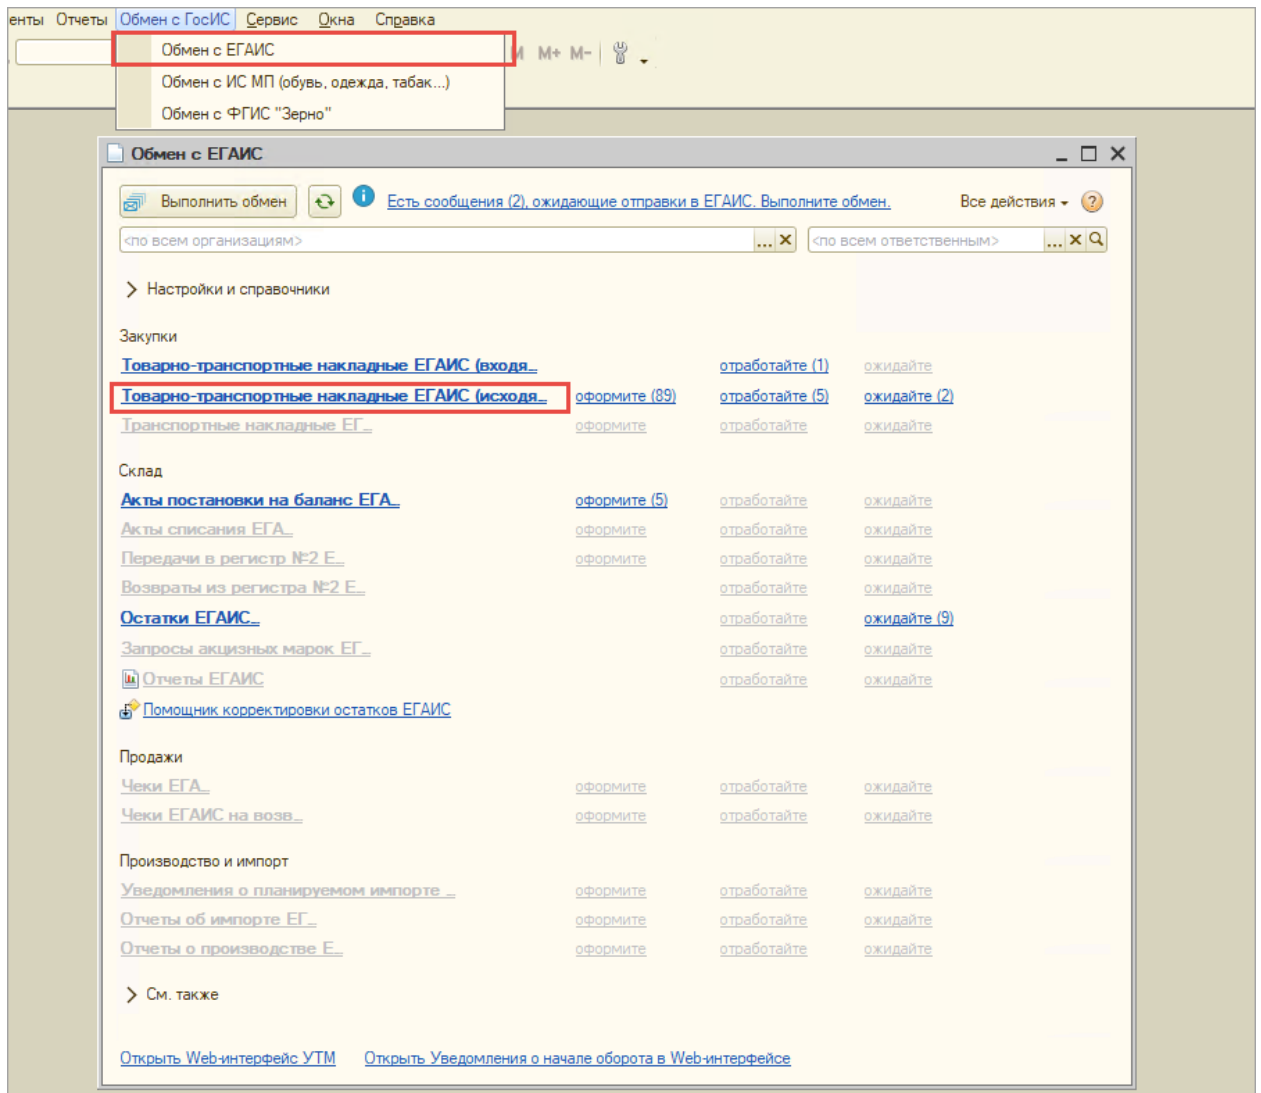 енты Отчеты Обмен с ГосИС Сервис Окна Справка
Обмен с ЕГАИС M M+ M-
Обмен с ИС МП (обувь, одежда, табак...)
Обмен с ФГИС "Зерно"
Обмен с ЕГАИС
Выполнить обмен Есть сообщения (2), ожидающие отправки в ЕГАИС. Выполните обмен. Все действия ?
<по всем организациям> ... <по всем ответственным> ...
Настройки и справочники
Закупки
Товарно-транспортные накладные ЕГАИС (входя... отработайте (1) ожидайте
Товарно-транспортные накладные ЕГАИС (исходя... оформите (89) отработайте (5) ожидайте (2)
Транспортные накладные ЕГ... оформите отработайте ожидайте
Склад
Акты постановки на баланс ЕГА... оформите (5) отработайте ожидайте
Акты списания ЕГА... оформите отработайте ожидайте
Передачи в регистр №2 Е... оформите отработайте ожидайте
Возвраты из регистра №2 Е... отработайте ожидайте
Остатки ЕГАИС... отработайте ожидайте (9)
Запросы акцизных марок ЕГ... отработайте ожидайте
Отчеты ЕГАИС отработайте ожидайте
Помощник корректировки остатков ЕГАИС
Продажи
Чеки ЕГА... оформите отработайте ожидайте
Чеки ЕГАИС на возв... оформите отработайте ожидайте
Производство и импорт
Уведомления о планируемом импорте ... оформите отработайте ожидайте
Отчеты об импорте ЕГ... оформите отработайте ожидайте
Отчеты о производстве Е... оформите отработайте ожидайте
См. также
Открыть Web-интерфейс УТМ Открыть Уведомления о начале оборота в Web-интерфейсе